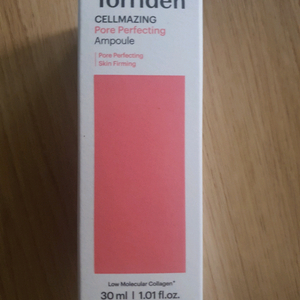 Torriden
CELLMAZING
Pore Perfecting
Ampoule
Pore Perfecting
Skin Firming
Low Molecular Collagen*
30 ml | 1.01 fl.oz.